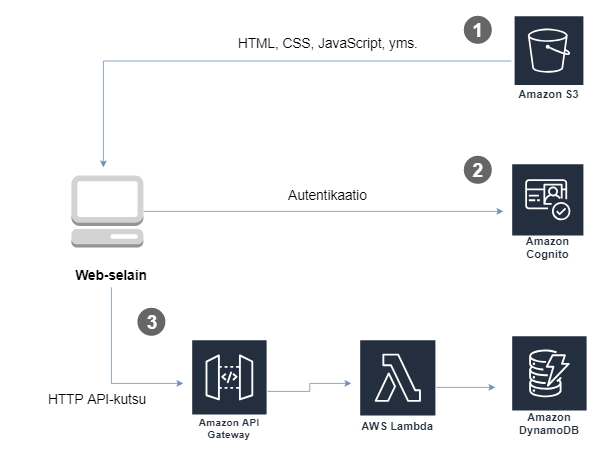 1
HTML, CSS, JavaScript, yms.
Amazon S3
2
Autentikaatio
Amazon
Cognito
Web-selain
3
HTTP API-kutsu
</>
Amazon API
Gateway
AWS Lambda
Amazon
DynamoDB